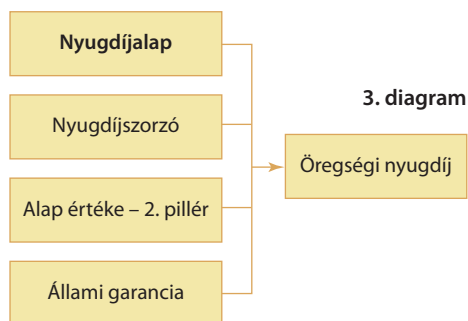 Nyugdíjalap
3. diagram
Nyugdíjszorzó
Öregségi nyugdíj
Alap értéke – 2. pillér
Állami garancia